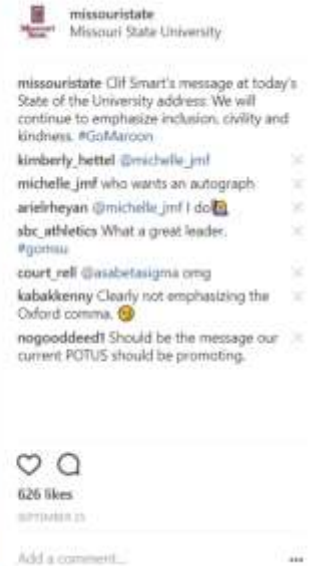 missouristate
Missouri State University
missouristate Clif Smart's message at today's
State of the University address: We will
continue to emphasize inclusion, civility and
kindness. #GoMaroon
kimberly_hettel @michelle_jmf
michelle_jmf who wants an autograph
arielrheyan @michelle_jmf I do🙋
sbc_athletics What a great leader.
#gomsu
court_rell @asabetasigma omg
kabakkenny Clearly not emphasizing the
Oxford comma.
nogooddeed1 Should be the message our
current POTUS should be promoting.
626 likes
Add a comment...